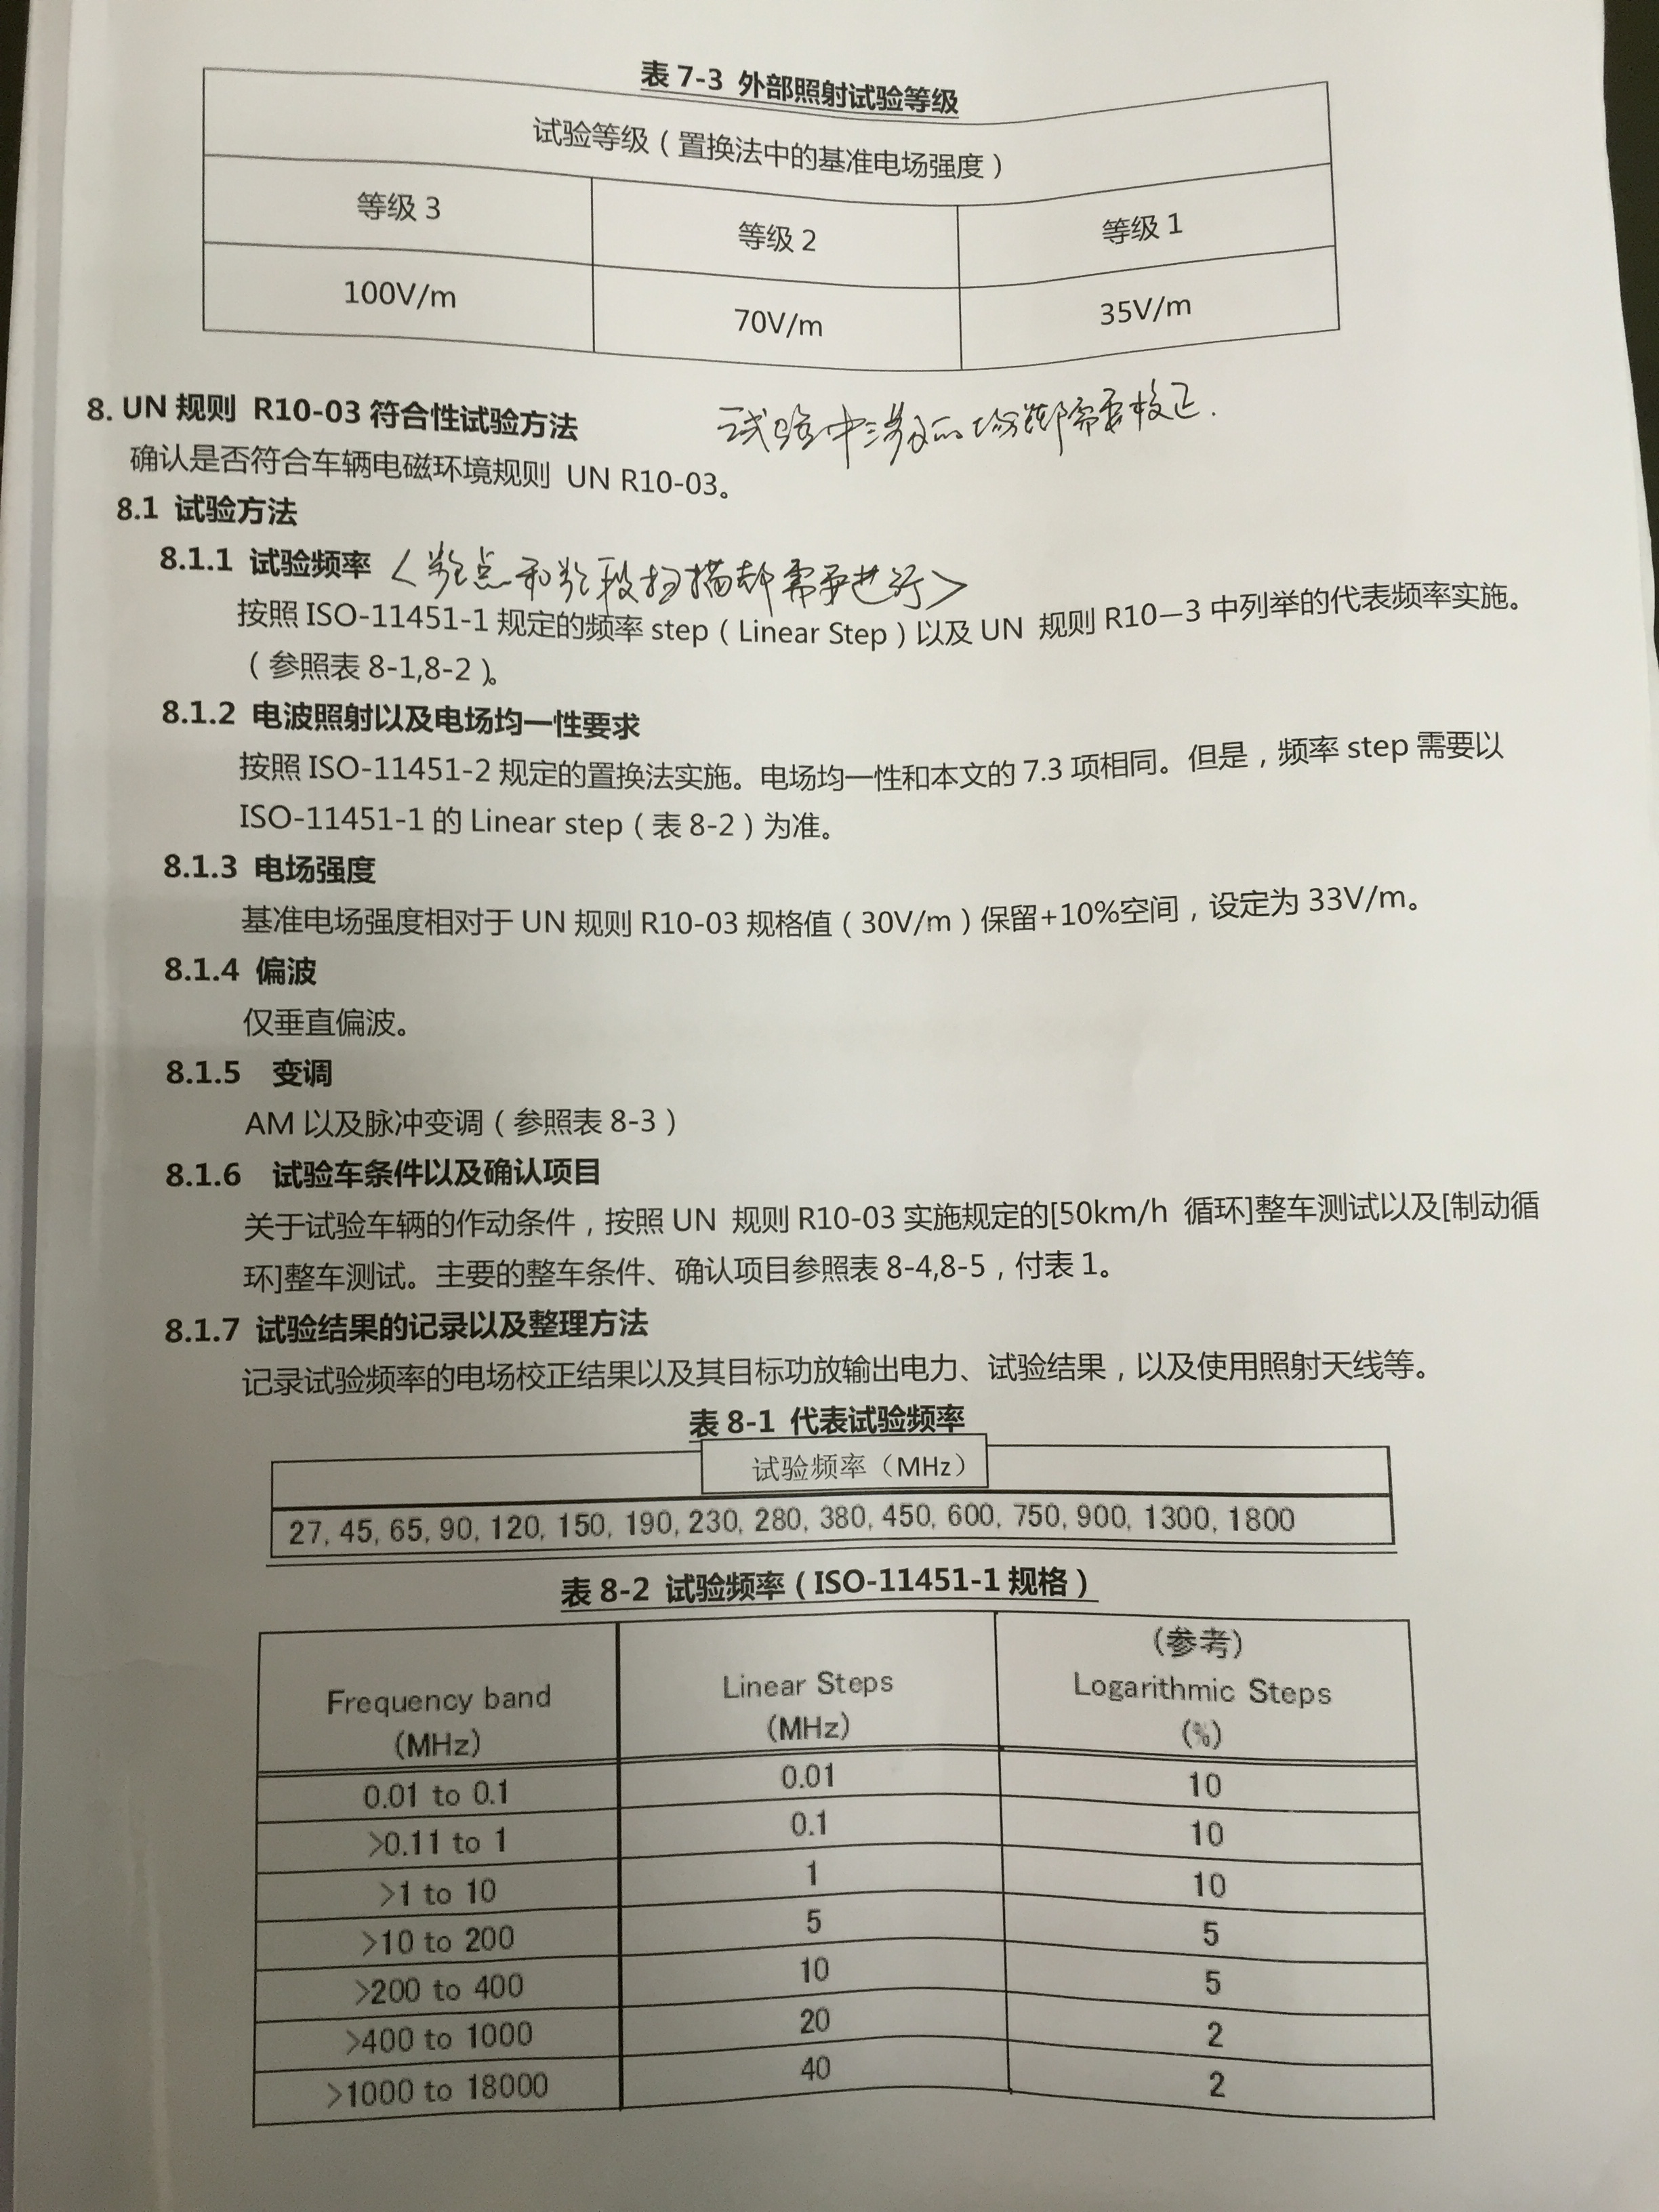 表 7-3 外部照射试验等级
试验等级（置换法中的基准电场强度）
等级 3 等级 2 等级 1
100V/m 70V/m 35V/m
8. UN 规则 R10-03 符合性试验方法
试验中涉及的场强都需要校正.
确认是否符合车辆电磁环境规则 UN R10-03。
8.1 试验方法
8.1.1 试验频率 <频点和频段扫描都需要进行>
按照 ISO-11451-1 规定的频率 step（Linear Step）以及 UN 规则 R10—3 中列举的代表频率实施。
（参照表 8-1,8-2）。
8.1.2 电波照射以及电场均一性要求
按照 ISO-11451-2 规定的置换法实施。电场均一性和本文的 7.3 项相同。但是，频率 step 需要以
ISO-11451-1 的 Linear step（表 8-2）为准。
8.1.3 电场强度
基准电场强度相对于 UN 规则 R10-03 规格值（30V/m）保留+10%空间，设定为 33V/m。
8.1.4 偏波
仅垂直偏波。
8.1.5 变调
AM 以及脉冲变调（参照表 8-3）
8.1.6 试验车条件以及确认项目
关于试验车辆的作动条件，按照 UN 规则 R10-03 实施规定的[50km/h 循环]整车测试以及[制动循
环]整车测试。主要的整车条件、确认项目参照表 8-4,8-5，付表 1。
8.1.7 试验结果的记录以及整理方法
记录试验频率的电场校正结果以及其目标功放输出电力、试验结果，以及使用照射天线等。
表 8-1 代表试验频率
试验频率（MHz）
27, 45, 65, 90, 120, 150, 190, 230, 280, 380, 450, 600, 750, 900, 1300, 1800
表 8-2 试验频率（ISO-11451-1 规格）
(参考)
Frequency band Linear Steps Logarithmic Steps
(MHz) (MHz) (%)
0.01 to 0.1 0.01 10
>0.11 to 1 0.1 10
>1 to 10 1 10
>10 to 200 5 5
>200 to 400 10 5
>400 to 1000 20 2
>1000 to 18000 40 2